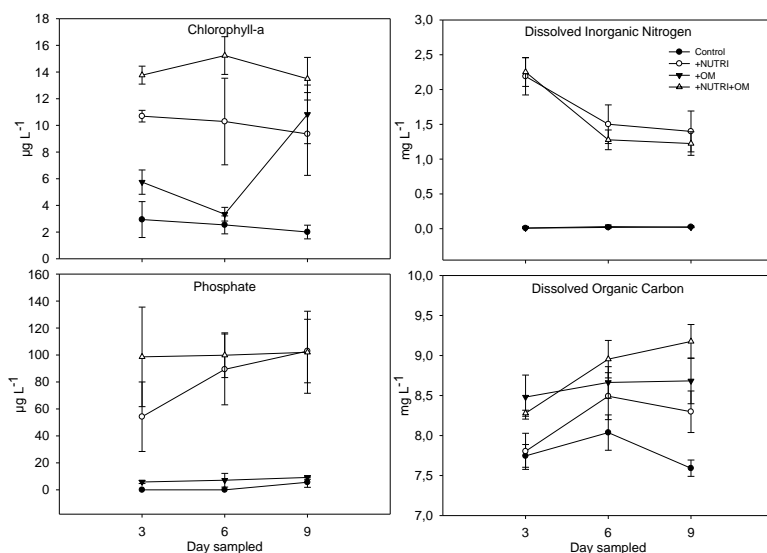 Chlorophyll-a
18
16
14
12
10
8
6
4
2
0
µg L-1
Dissolved Inorganic Nitrogen
Control
+NUTRI
+OM
+NUTRI+OM
3,0
2,5
2,0
1,5
1,0
0,5
0,0
mg L-1
Phosphate
160
140
120
100
80
60
40
20
0
µg L-1
3 6 9
Day sampled
Dissolved Organic Carbon
10,0
9,5
9,0
8,5
8,0
7,5
7,0
mg L-1
3 6 9
Day sampled